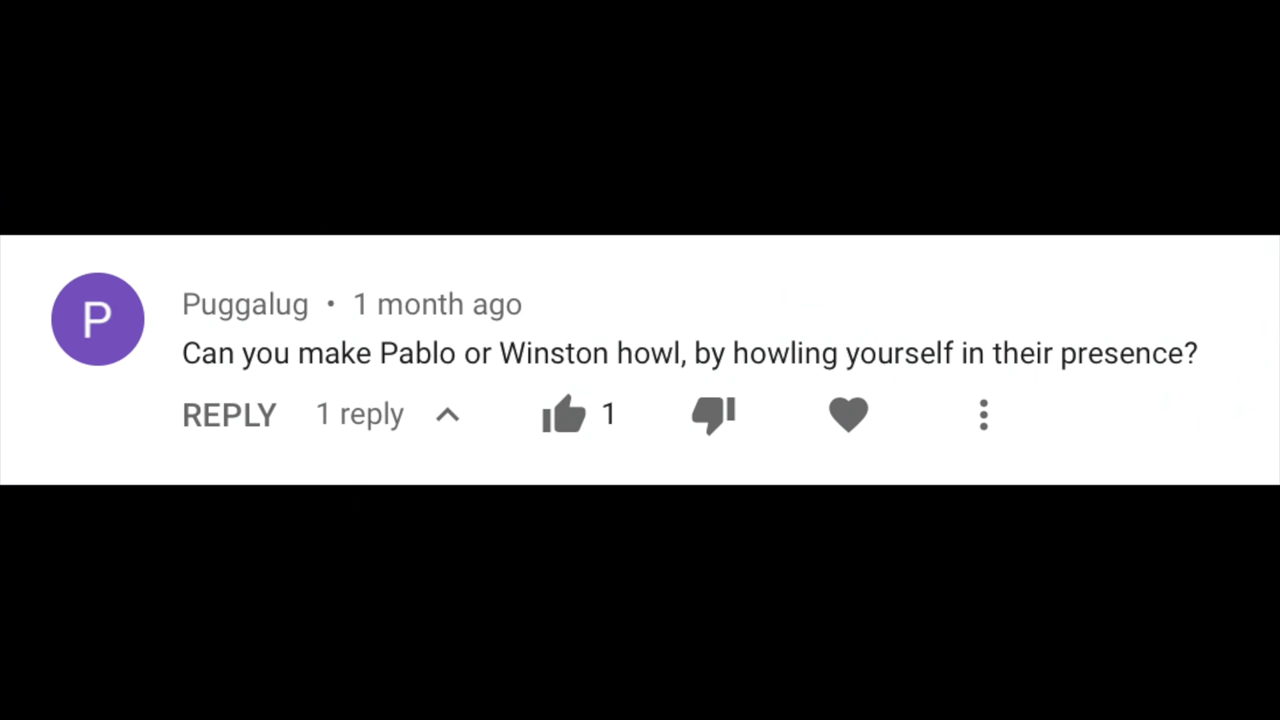 P
Puggalug • 1 month ago
Can you make Pablo or Winston howl, by howling yourself in their presence?
REPLY 1 reply 1